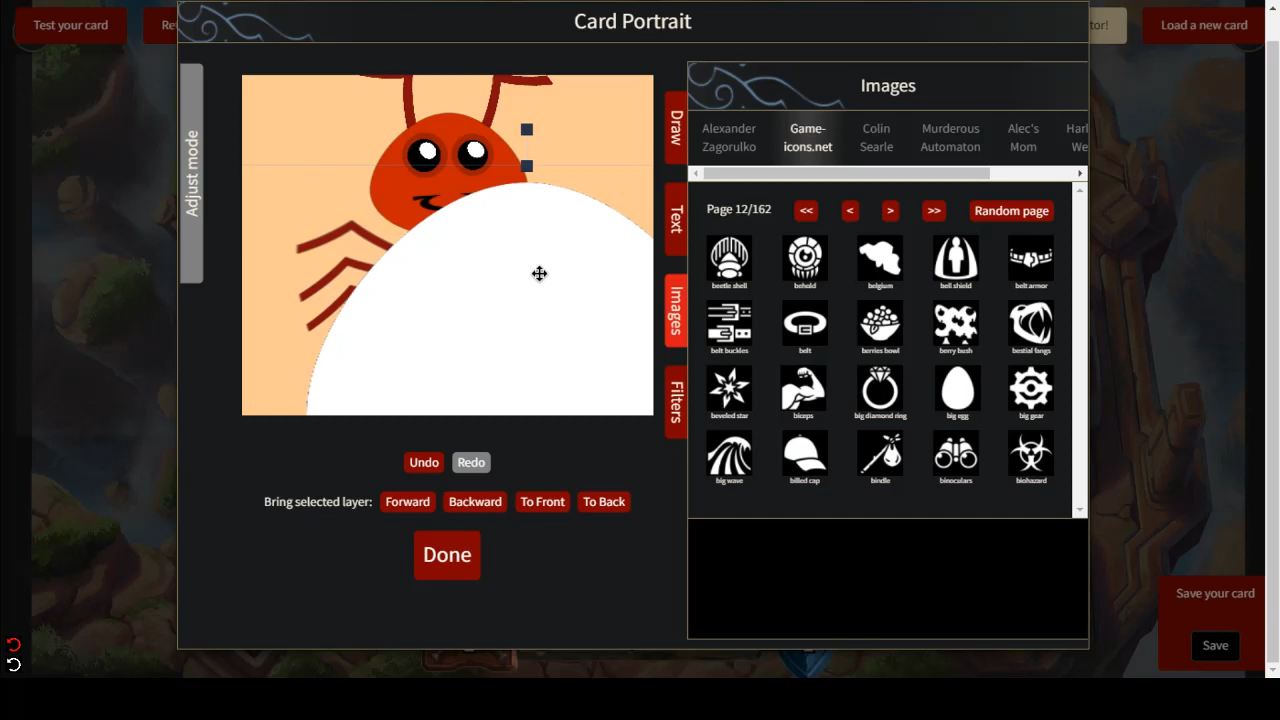 Test your card
Card Portrait
Load a new card
Adjust mode
Draw
Text
Images
Filters
Images
Alexander Zagorulko
Game-icons.net
Colin Searle
Murderous Automaton
Alec's Mom
Page 12/162
<<
<
>
>>
Random page
beetle shell
behold
belgium
bell shield
belt armor
belt buckles
belt
berries bowl
berry bush
bestial fangs
beveled star
biceps
big diamond ring
big egg
big gear
big wave
billed cap
bindle
binoculars
biohazard
Undo
Redo
Bring selected layer:
Forward
Backward
To Front
To Back
Done
Save your card
Save